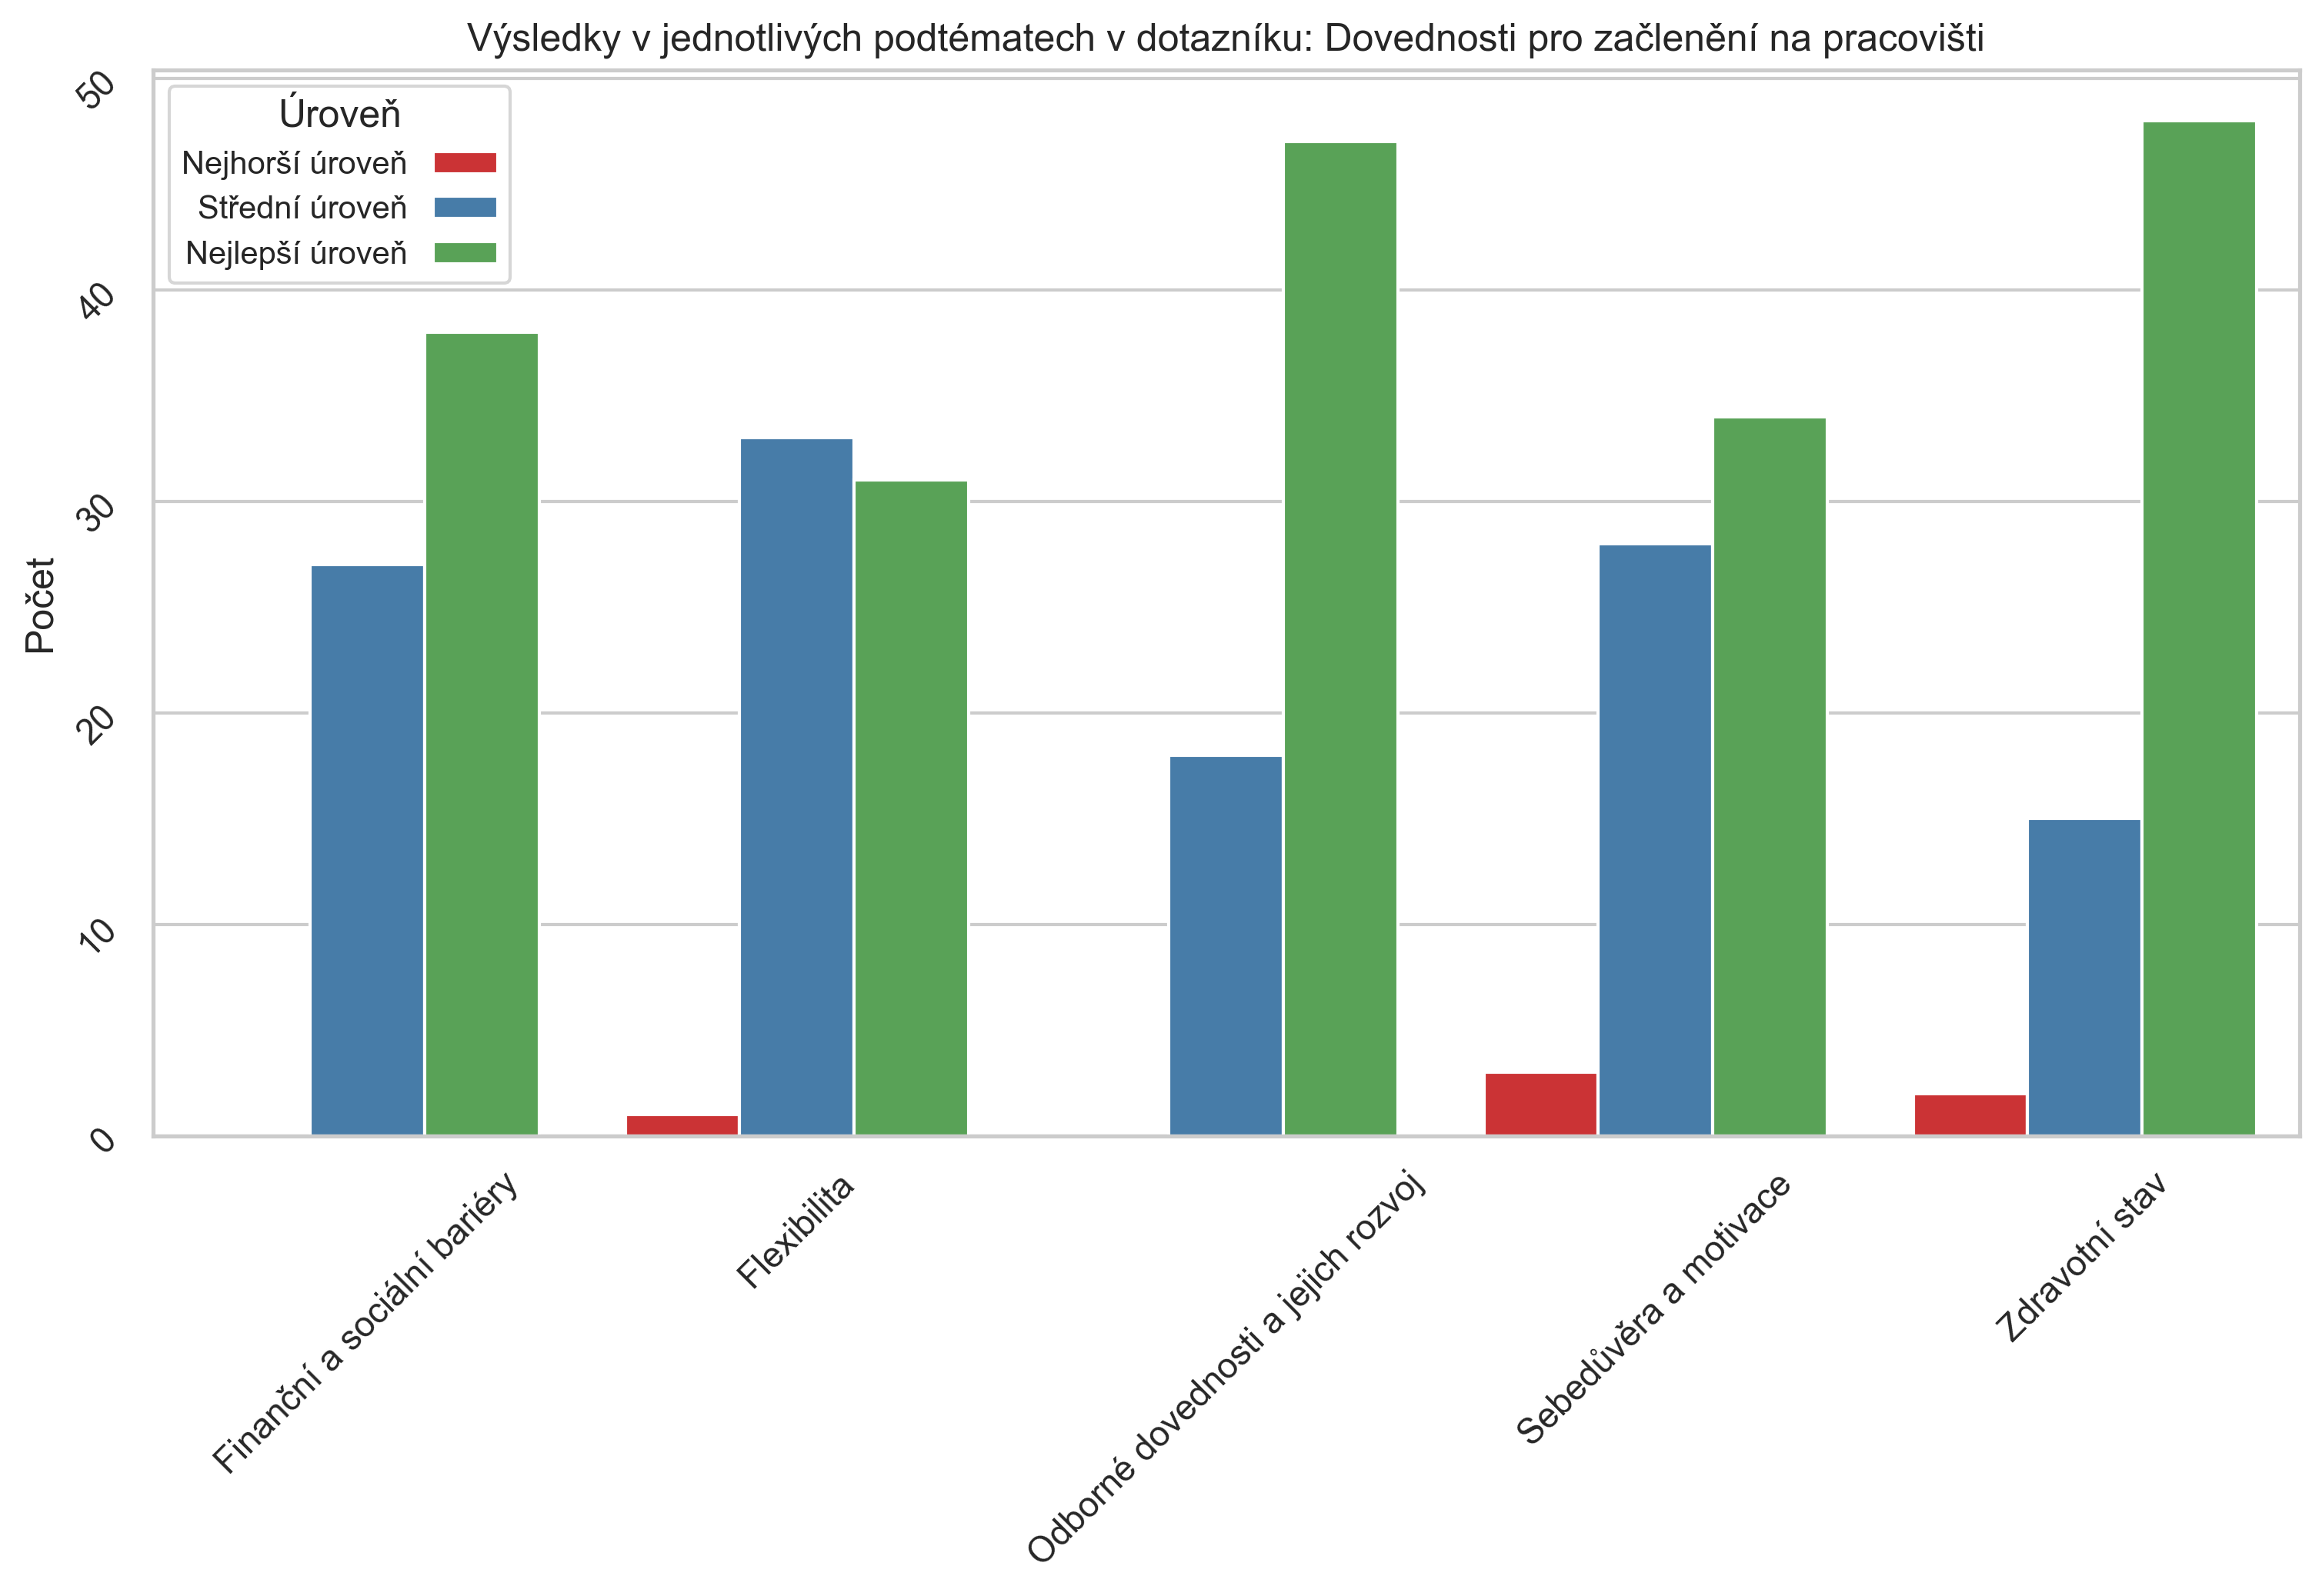 Výsledky v jednotlivých podtématech v dotazníku: Dovednosti pro začlenění na pracovišti
Úroveň
Nejhorší úroveň
Střední úroveň
Nejlepší úroveň
Počet
50
40
30
20
10
0
Finanční a sociální bariéry
Flexibilita
Odborné dovednosti a jejich rozvoj
Sebedůvěra a motivace
Zdravotní stav